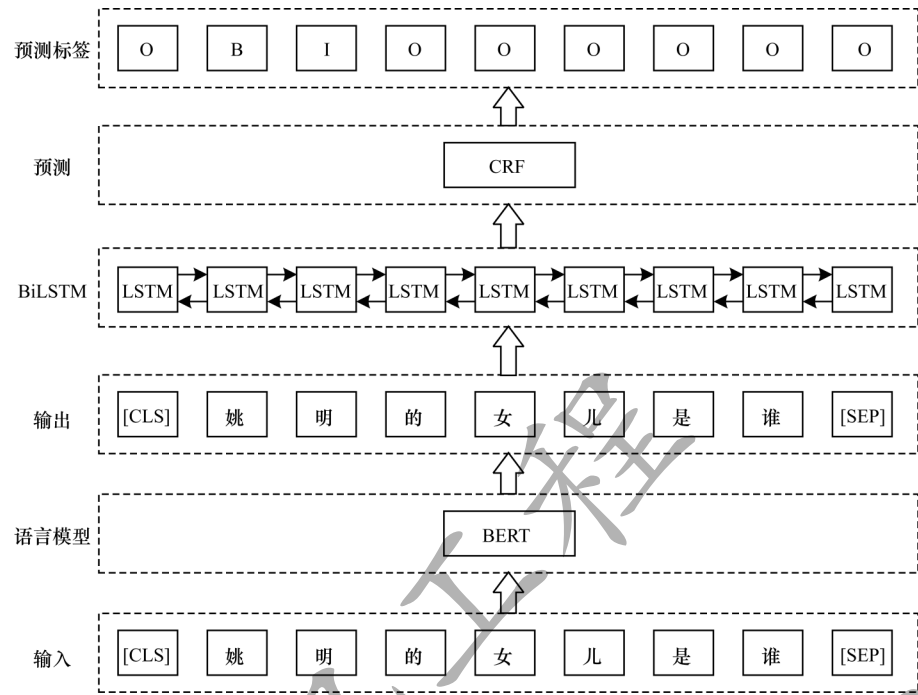 预测标签 O B I O O O O O O
预测 CRF
BiLSTM LSTM LSTM LSTM LSTM LSTM LSTM LSTM LSTM LSTM
输出 [CLS] 姚 明 的 女 儿 是 谁 [SEP]
语言模型 BERT
输入 [CLS] 姚 明 的 女 儿 是 谁 [SEP]
工程